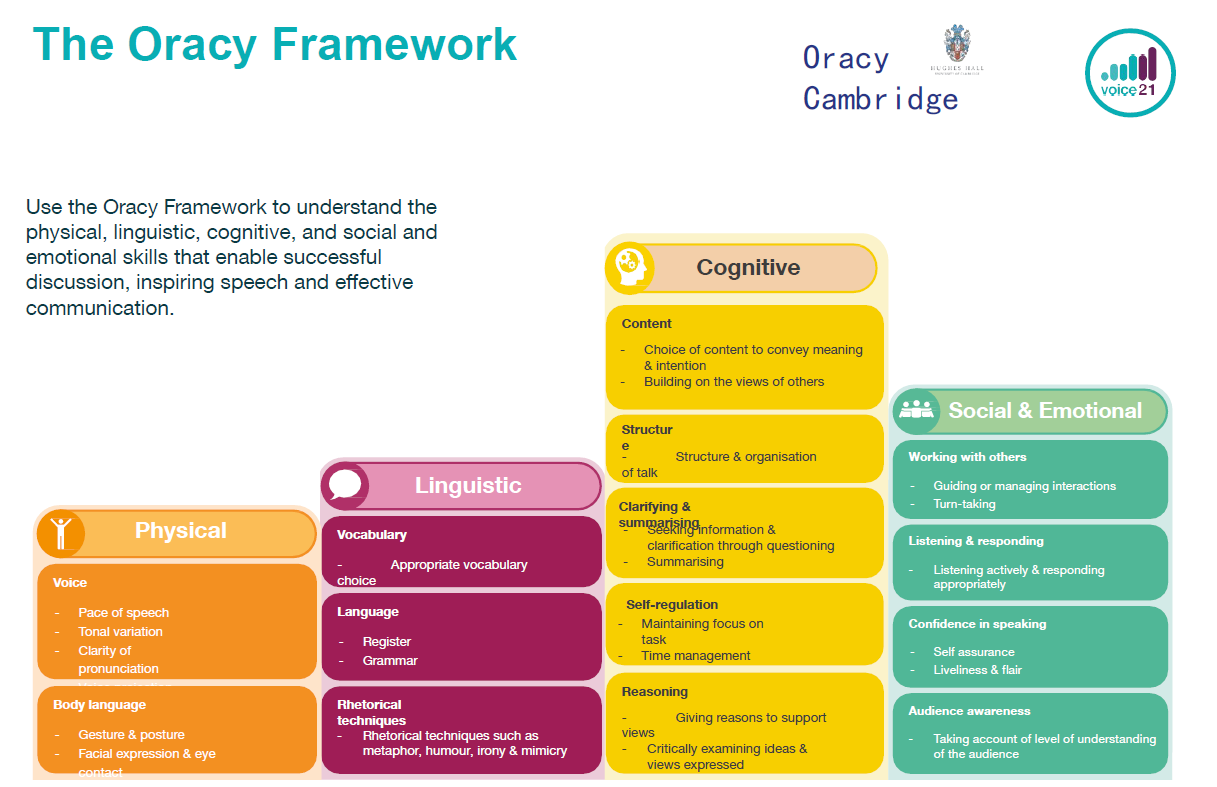 The Oracy Framework
Oracy
Cambridge
HUGHES HALL
voice 21
Use the Oracy Framework to understand the
physical, linguistic, cognitive, and social and
emotional skills that enable successful
discussion, inspiring speech and effective
communication.
Physical
Voice
- Pace of speech
- Tonal variation
- Clarity of
pronunciation
Body language
- Gesture & posture
- Facial expression & eye
contact
Linguistic
Vocabulary
- Appropriate vocabulary
choice
Language
- Register
- Grammar
Rhetorical
techniques
- Rhetorical techniques such as
metaphor, humour, irony & mimicry
Cognitive
Content
- Choice of content to convey meaning
& intention
- Building on the views of others
Structur
e
- Structure & organisation
of talk
Clarifying &
summarising
- Seeking information &
clarification through questioning
- Summarising
Self-regulation
- Maintaining focus on
task
- Time management
Reasoning
- Giving reasons to support
views
- Critically examining ideas &
views expressed
Social & Emotional
Working with others
- Guiding or managing interactions
- Turn-taking
Listening & responding
- Listening actively & responding
appropriately
Confidence in speaking
- Self assurance
- Liveliness & flair
Audience awareness
- Taking account of level of understanding
of the audience